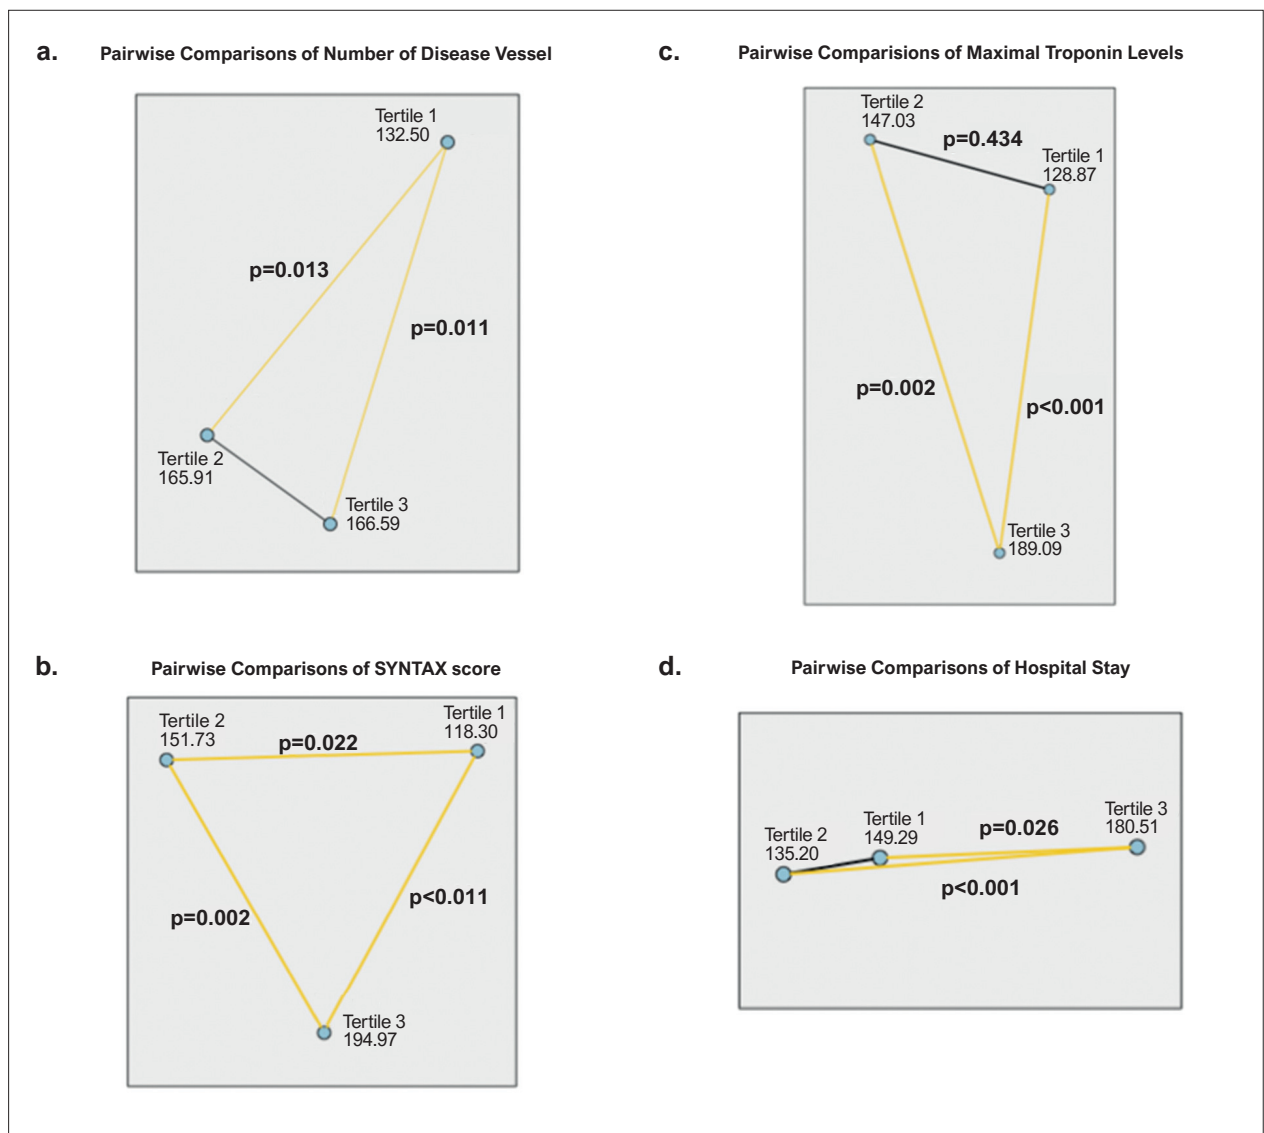 a.
Pairwise Comparisons of Number of Disease Vessel
Tertile 1
132.50
p=0.013
p=0.011
Tertile 2
165.91
Tertile 3
166.59
b.
Pairwise Comparisons of SYNTAX score
Tertile 2
151.73
p=0.022
Tertile 1
118.30
p=0.002
p<0.011
Tertile 3
194.97
c.
Pairwise Comparisions of Maximal Troponin Levels
Tertile 2
147.03
p=0.434
Tertile 1
128.87
p=0.002
p<0.001
Tertile 3
189.09
d.
Pairwise Comparisons of Hospital Stay
Tertile 2
135.20
Tertile 1
149.29
p=0.026
Tertile 3
180.51
p<0.001